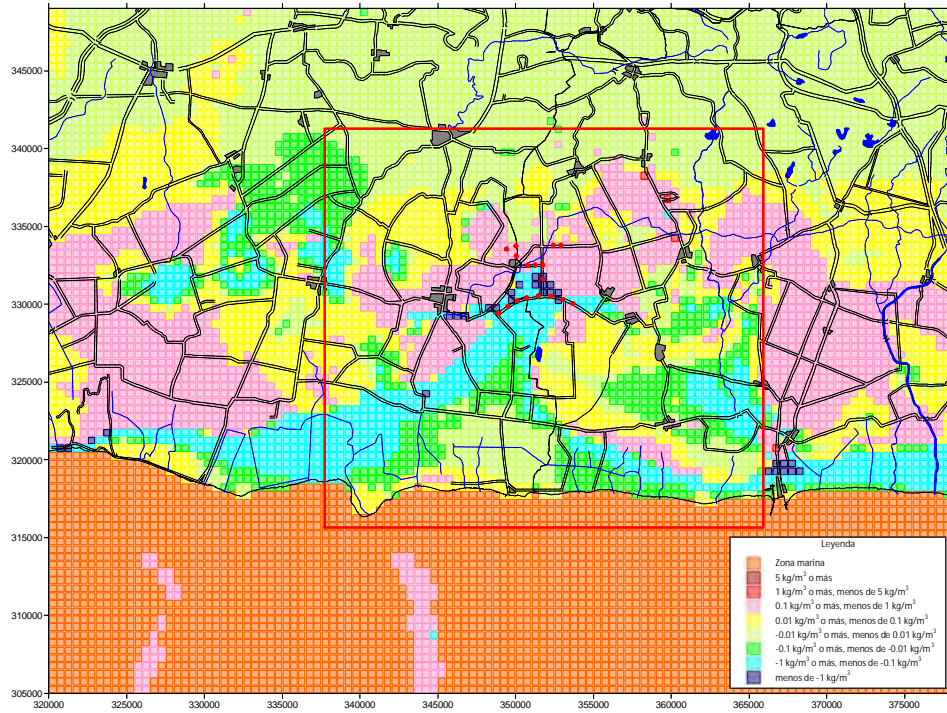 345000
340000
335000
330000
325000
320000
315000
310000
305000
320000 325000 330000 335000 340000 345000 350000 355000 360000 365000 370000 375000
Leyenda
Zona marina
5 kg/m³ o más
1 kg/m³ o más, menos de 5 kg/m³
0.1 kg/m³ o más, menos de 1 kg/m³
0.01 kg/m³ o más, menos de 0.1 kg/m³
-0.01 kg/m³ o más, menos de 0.01 kg/m³
-0.1 kg/m³ o más, menos de -0.01 kg/m³
-1 kg/m³ o más, menos de -0.1 kg/m³
menos de -1 kg/m³